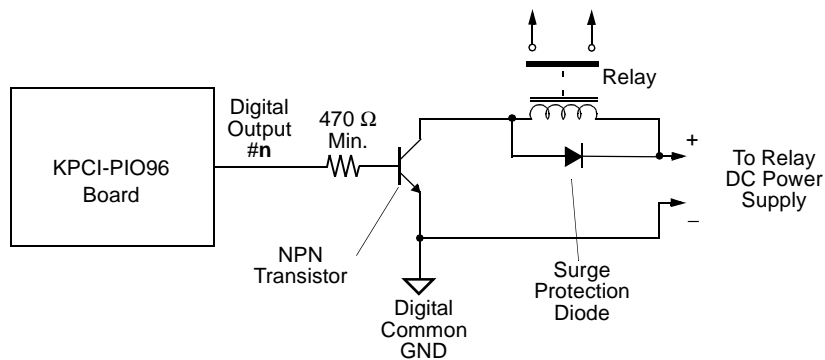 Relay
Digital
Output
#n
470 Ω
Min.
KPCI-PIO96
Board
+
To Relay
DC Power
Supply
–
NPN
Transistor
Surge
Protection
Diode
Digital
Common
GND